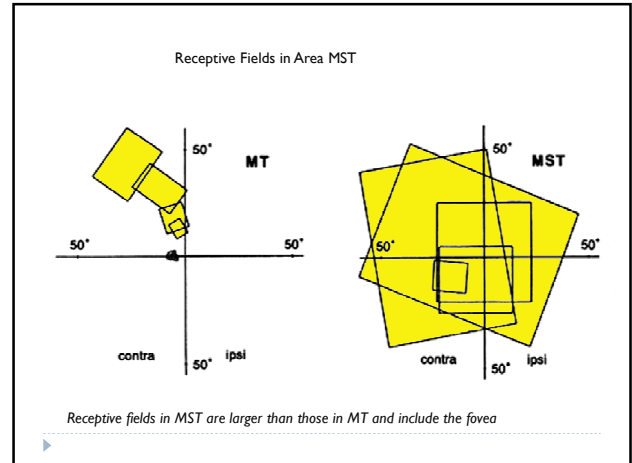 Receptive Fields in Area MST
50°
MT
50°
50°
contra
ipsi
50°
50°
MST
50°
50°
contra
ipsi
50°
Receptive fields in MST are larger than those in MT and include the fovea